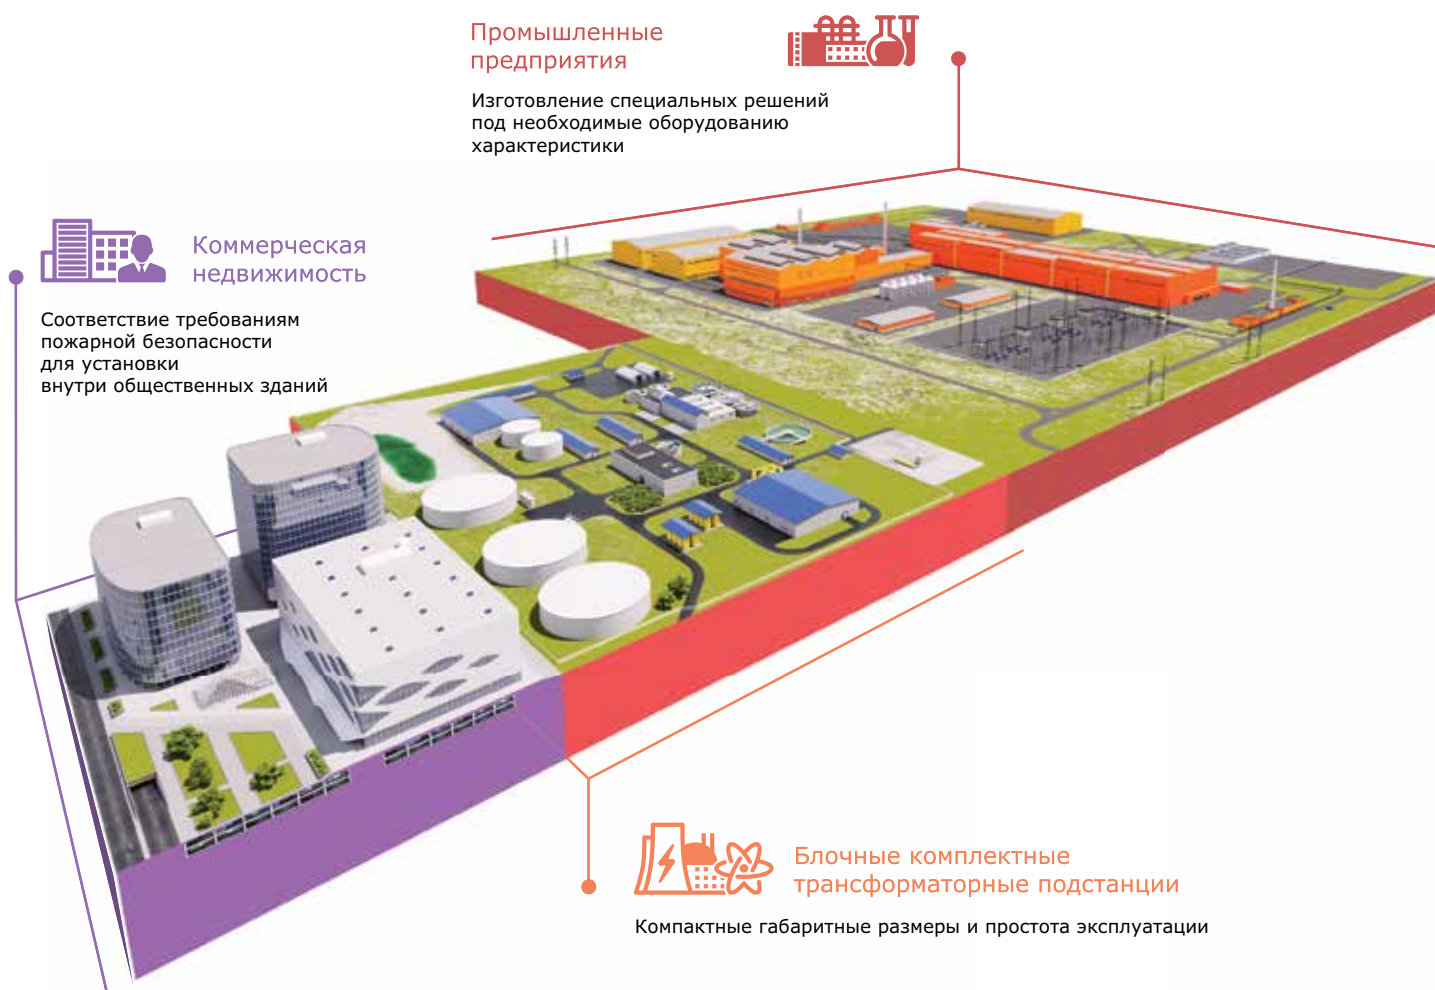 Промышленные
предприятия
Изготовление специальных решений
под необходимые оборудованию
характеристики
Коммерческая
недвижимость
Соответствие требованиям
пожарной безопасности
для установки
внутри общественных зданий
Блочные комплектные
трансформаторные подстанции
Компактные габаритные размеры и простота эксплуатации